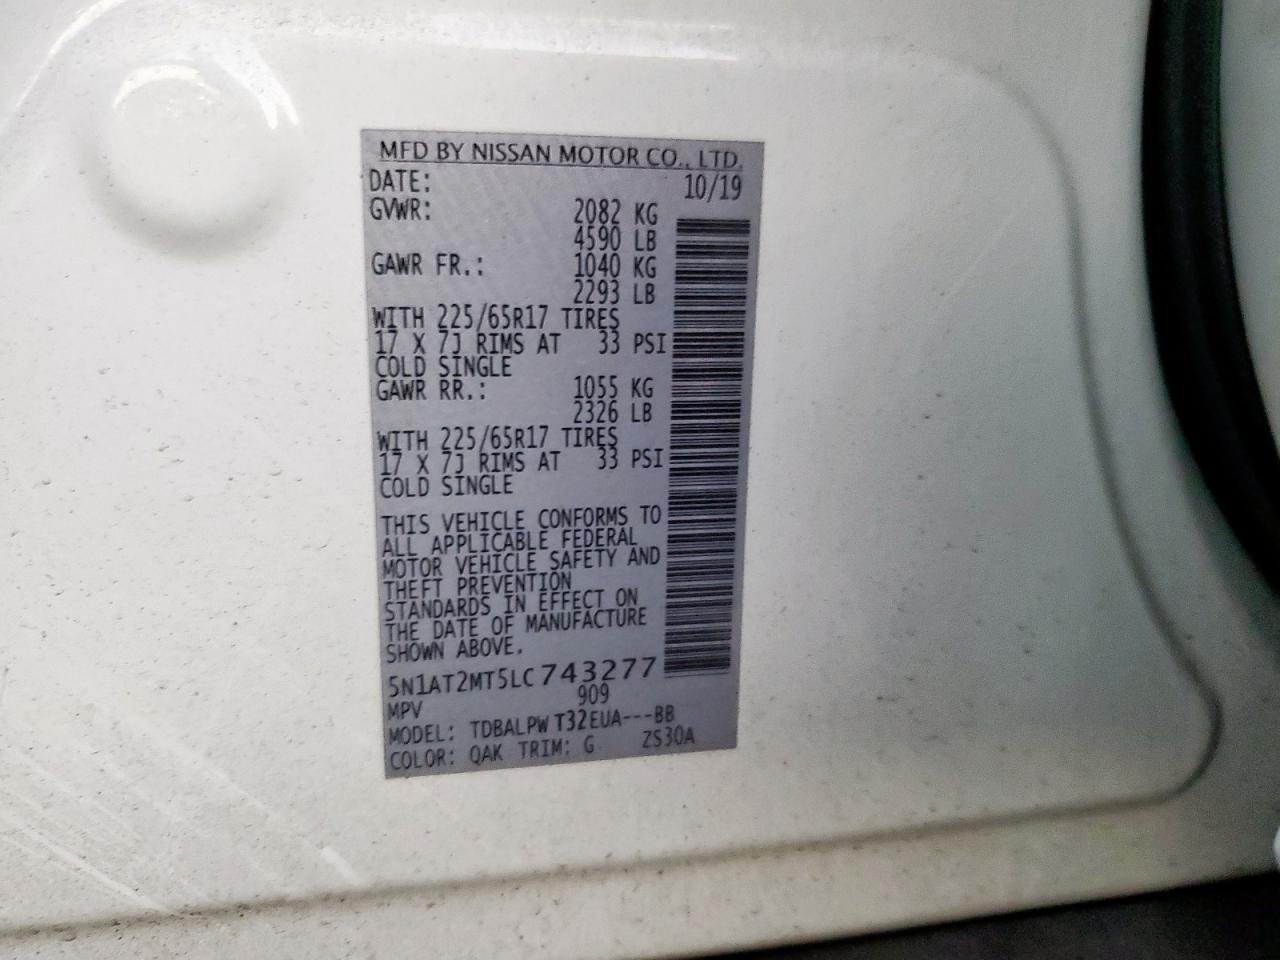 MFD BY NISSAN MOTOR CO., LTD.
DATE: 10/19
GVWR: 2082 KG
4590 LB
GAWR FR.: 1040 KG
2293 LB
WITH 225/65R17 TIRES
17 X 7J RIMS AT 33 PSI
COLD SINGLE
GAWR RR.: 1055 KG
2326 LB
WITH 225/65R17 TIRES
17 X 7J RIMS AT 33 PSI
COLD SINGLE
THIS VEHICLE CONFORMS TO
ALL APPLICABLE FEDERAL
MOTOR VEHICLE SAFETY AND
THEFT PREVENTION
STANDARDS IN EFFECT ON
THE DATE OF MANUFACTURE
SHOWN ABOVE.
5N1AT2MT5LC743277
MPV 909
MODEL: TDBALPW T32EUA---BB
COLOR: QAK TRIM: G ZS30A